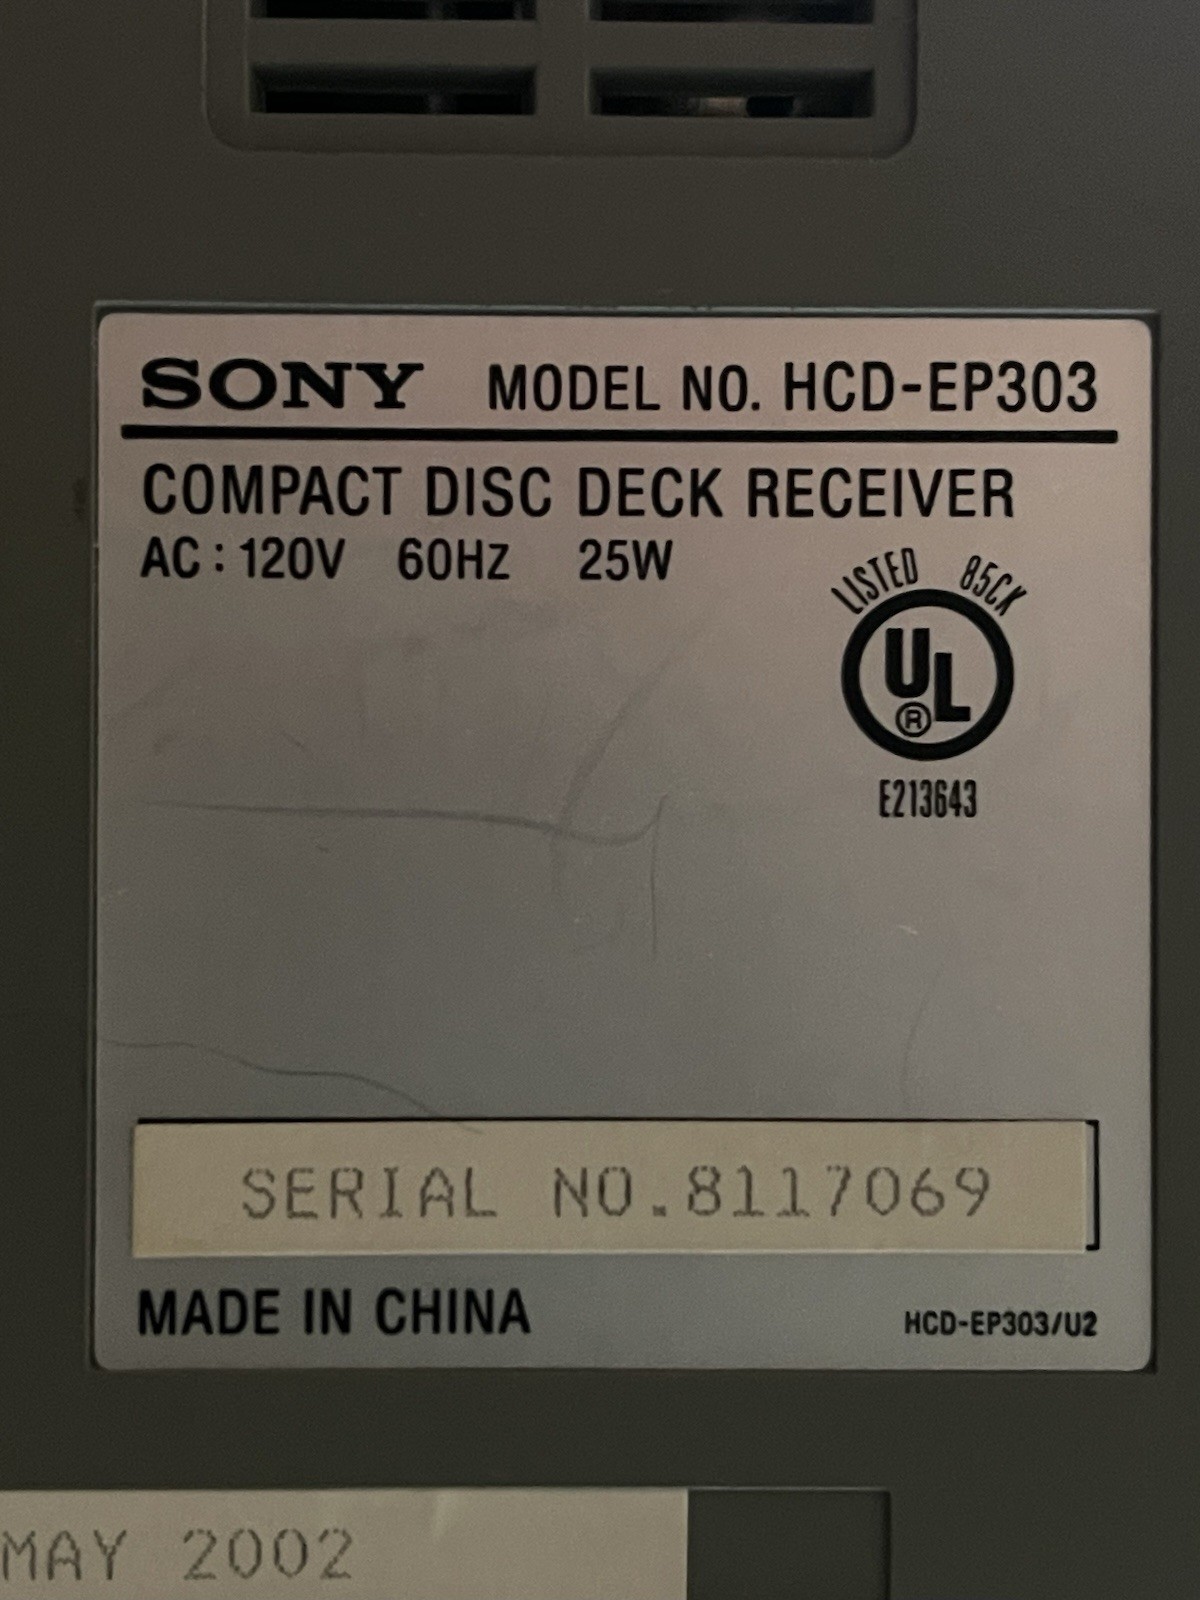 SONY MODEL NO. HCD-EP303
COMPACT DISC DECK RECEIVER
AC : 120V 60HZ 25W
LISTED 85CK
UL
®
E213643
SERIAL NO.8117069
MADE IN CHINA HCD-EP303/U2
MAY 2002